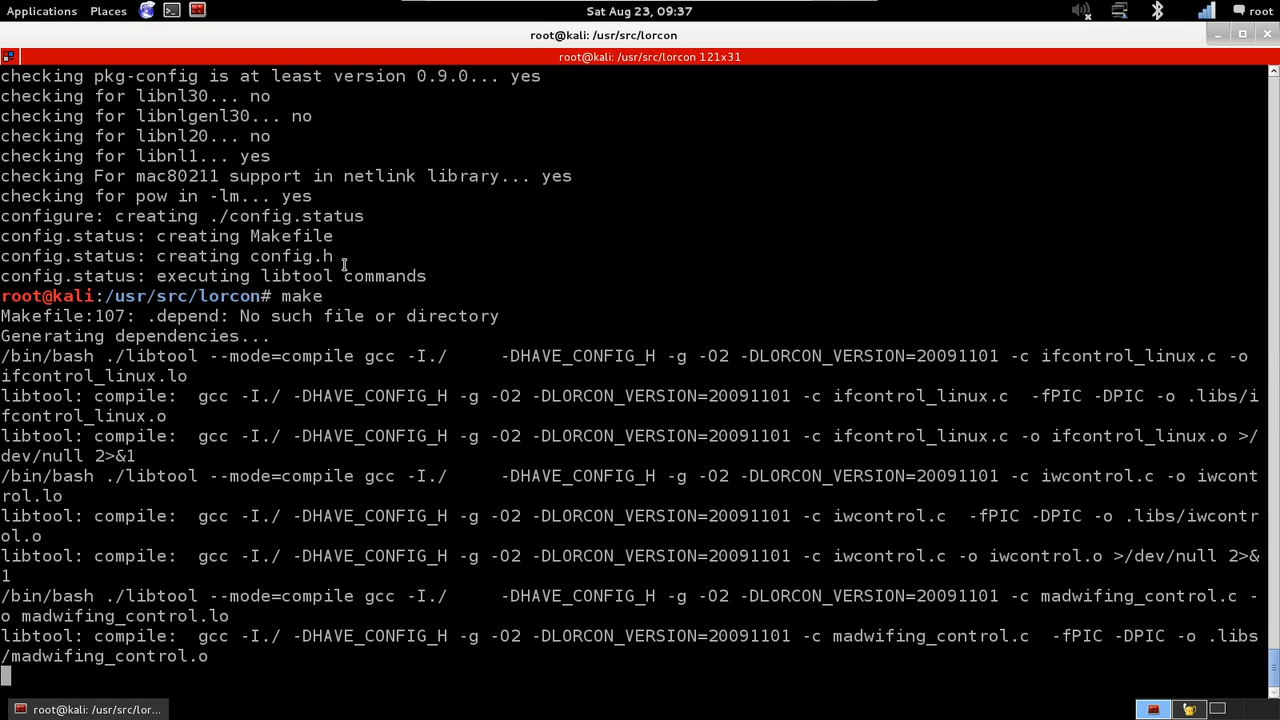 Applications Places Sat Aug 23, 09:37 root
root@kali: /usr/src/lorcon
root@kali: /usr/src/lorcon 121x31
checking pkg-config is at least version 0.9.0... yes
checking for libnl30... no
checking for libnlgenl30... no
checking for libnl20... no
checking for libnl1... yes
checking For mac80211 support in netlink library... yes
checking for pow in -lm... yes
configure: creating ./config.status
config.status: creating Makefile
config.status: creating config.h
config.status: executing libtool commands
root@kali:/usr/src/lorcon# make
Makefile:107: .depend: No such file or directory
Generating dependencies...
/bin/bash ./libtool --mode=compile gcc -I./     -DHAVE_CONFIG_H -g -O2 -DLORCON_VERSION=20091101 -c ifcontrol_linux.c -o
ifcontrol_linux.lo
libtool: compile:  gcc -I./ -DHAVE_CONFIG_H -g -O2 -DLORCON_VERSION=20091101 -c ifcontrol_linux.c  -fPIC -DPIC -o .libs/i
fcontrol_linux.o
libtool: compile:  gcc -I./ -DHAVE_CONFIG_H -g -O2 -DLORCON_VERSION=20091101 -c ifcontrol_linux.c -o ifcontrol_linux.o >/
dev/null 2>&1
/bin/bash ./libtool --mode=compile gcc -I./     -DHAVE_CONFIG_H -g -O2 -DLORCON_VERSION=20091101 -c iwcontrol.c -o iwcont
rol.lo
libtool: compile:  gcc -I./ -DHAVE_CONFIG_H -g -O2 -DLORCON_VERSION=20091101 -c iwcontrol.c  -fPIC -DPIC -o .libs/iwcontr
ol.o
libtool: compile:  gcc -I./ -DHAVE_CONFIG_H -g -O2 -DLORCON_VERSION=20091101 -c iwcontrol.c -o iwcontrol.o >/dev/null 2>&
1
/bin/bash ./libtool --mode=compile gcc -I./     -DHAVE_CONFIG_H -g -O2 -DLORCON_VERSION=20091101 -c madwifing_control.c -
o madwifing_control.lo
libtool: compile:  gcc -I./ -DHAVE_CONFIG_H -g -O2 -DLORCON_VERSION=20091101 -c madwifing_control.c  -fPIC -DPIC -o .libs
/madwifing_control.o
root@kali: /usr/src/lor...